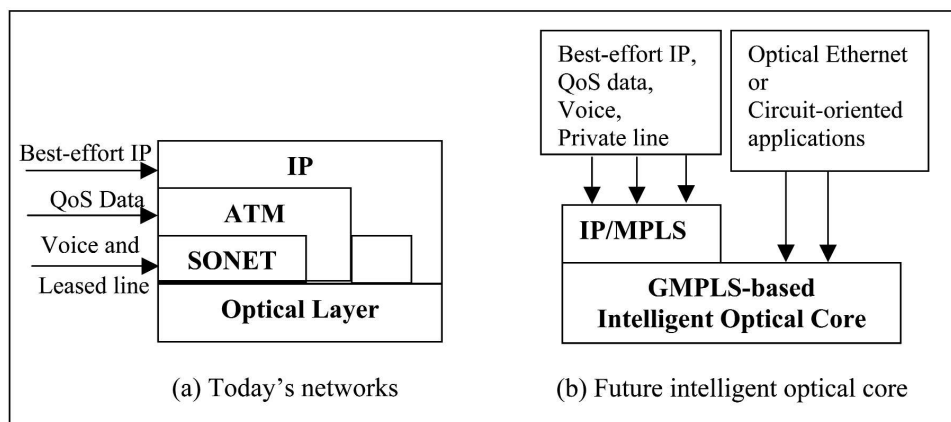 Best-effort IP
QoS Data
Voice and
Leased line
IP
ATM
SONET
Optical Layer
(a) Today's networks
Best-effort IP,
QoS data,
Voice,
Private line
Optical Ethernet
or
Circuit-oriented
applications
IP/MPLS
GMPLS-based
Intelligent Optical Core
(b) Future intelligent optical core